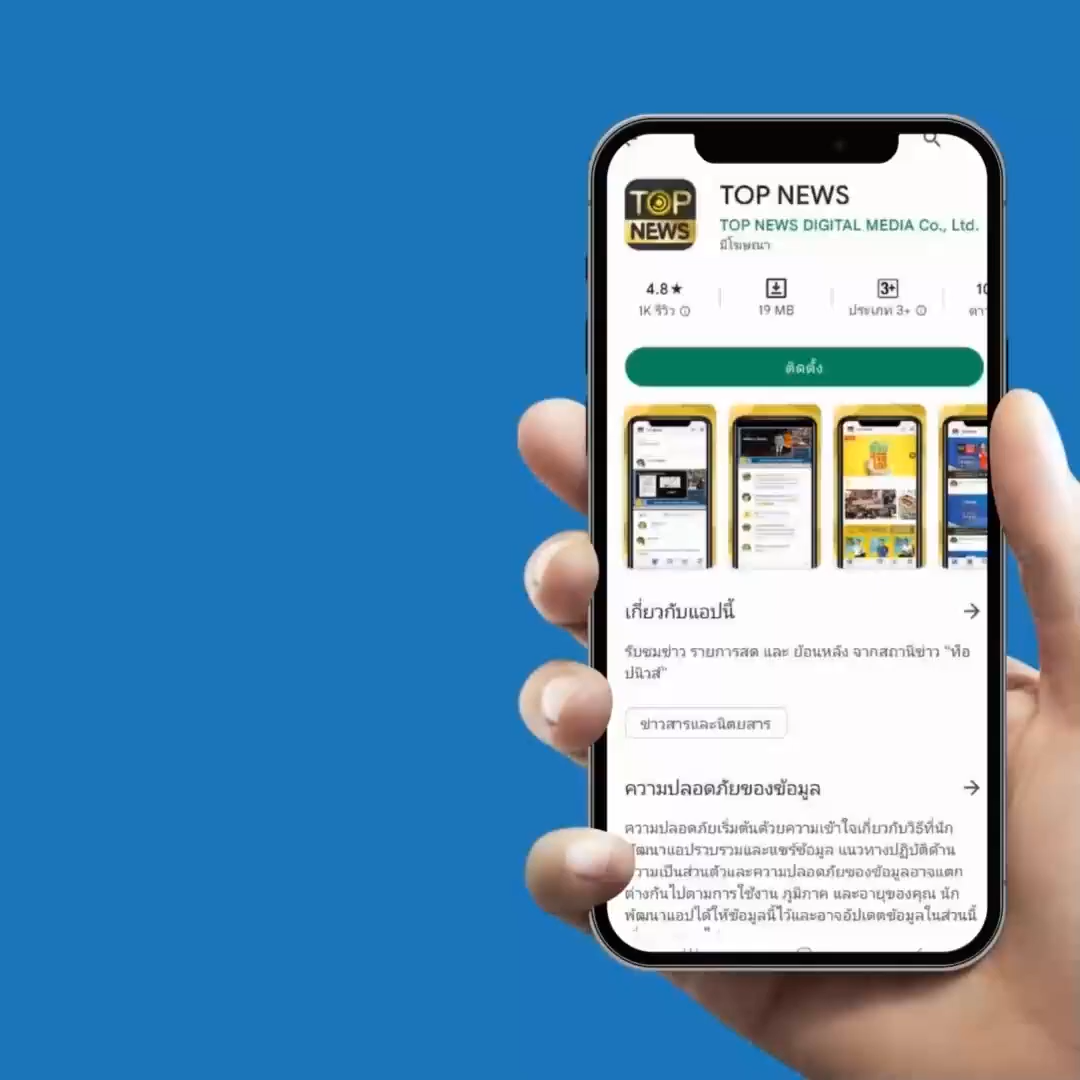 TOP NEWS
TOP
NEWS
TOP NEWS DIGITAL MEDIA Co., Ltd.
มีโฆษณา
4.8★
3+
10
1K รีวิว
19 MB
ประเภท 3+
ติดตั้ง
เกี่ยวกับแอปนี้
รับชมข่าว รายการสด และ ย้อนหลัง จากสถานีข่าว "ท็อ
ปนิวส์"
ข่าวสารและนิตยสาร
ความปลอดภัยของข้อมูล
ความปลอดภัยเริ่มต้นด้วยความเข้าใจเกี่ยวกับวิธีที่นัก
พัฒนาแอปรวบรวมและแชร์ข้อมูล แนวทางปฏิบัติด้าน
ความเป็นส่วนตัวและความปลอดภัยของข้อมูลอาจแตก
ต่างกันไปตามการใช้งาน ภูมิภาค และอายุของคุณ นัก
พัฒนาแอปได้ให้ข้อมูลนี้ไว้และอาจอัปเดตข้อมูลในส่วนนี้